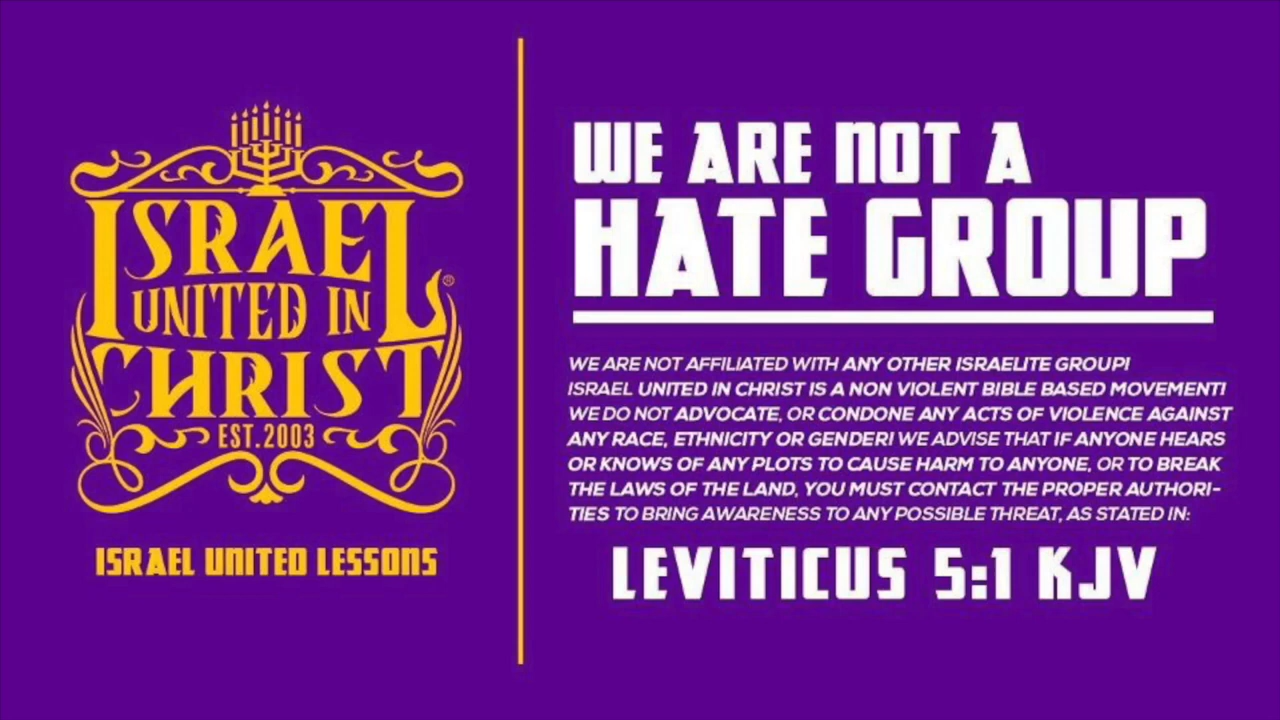 ISRAEL
UNITED IN
CHRIST®
EST. 2003
ISRAEL UNITED LESSONS
WE ARE NOT A
HATE GROUP
WE ARE NOT AFFILIATED WITH ANY OTHER ISRAELITE GROUP!
ISRAEL UNITED IN CHRIST IS A NON VIOLENT BIBLE BASED MOVEMENT!
WE DO NOT ADVOCATE, OR CONDONE ANY ACTS OF VIOLENCE AGAINST
ANY RACE, ETHNICITY OR GENDER! WE ADVISE THAT IF ANYONE HEARS
OR KNOWS OF ANY PLOTS TO CAUSE HARM TO ANYONE, OR TO BREAK
THE LAWS OF THE LAND, YOU MUST CONTACT THE PROPER AUTHORI-
TIES TO BRING AWARENESS TO ANY POSSIBLE THREAT, AS STATED IN:
LEVITICUS 5:1 KJV